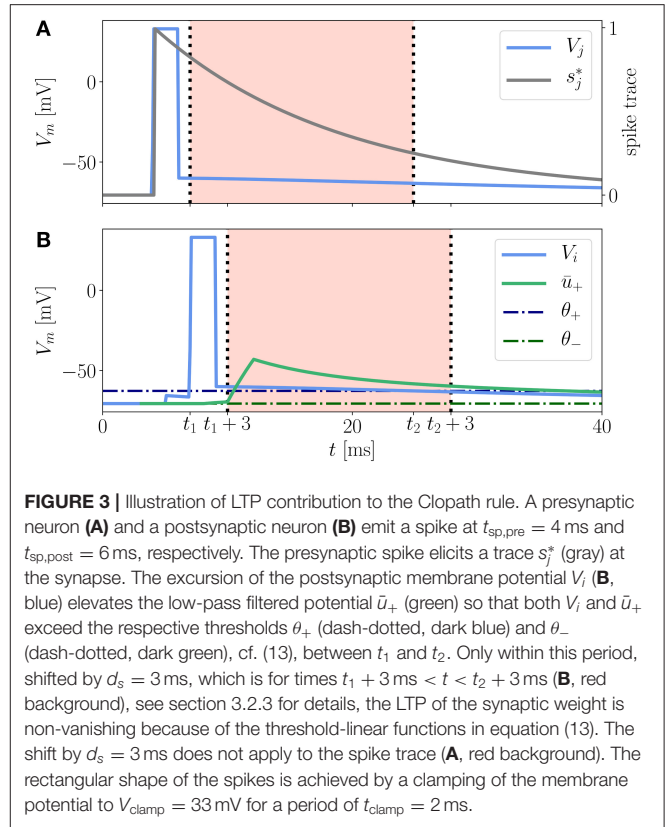 A
V_m [mV]
0
−50
V_j
s_j^*
1
0
spike trace
B
V_m [mV]
0
−50
V_i
ū_+
θ_+
θ_−
0
t_1
t_1 + 3
20
t_2
t_2 + 3
40
t [ms]
FIGURE 3 | Illustration of LTP contribution to the Clopath rule. A presynaptic
neuron (A) and a postsynaptic neuron (B) emit a spike at t_sp,pre = 4 ms and
t_sp,post = 6 ms, respectively. The presynaptic spike elicits a trace s_j^* (gray) at
the synapse. The excursion of the postsynaptic membrane potential V_i (B,
blue) elevates the low-pass filtered potential ū_+ (green) so that both V_i and ū_+
exceed the respective thresholds θ_+ (dash-dotted, dark blue) and θ_−
(dash-dotted, dark green), cf. (13), between t_1 and t_2. Only within this period,
shifted by d_s = 3 ms, which is for times t_1 + 3 ms < t < t_2 + 3 ms (B, red
background), see section 3.2.3 for details, the LTP of the synaptic weight is
non-vanishing because of the threshold-linear functions in equation (13). The
shift by d_s = 3 ms does not apply to the spike trace (A, red background). The
rectangular shape of the spikes is achieved by a clamping of the membrane
potential to V_clamp = 33 mV for a period of t_clamp = 2 ms.